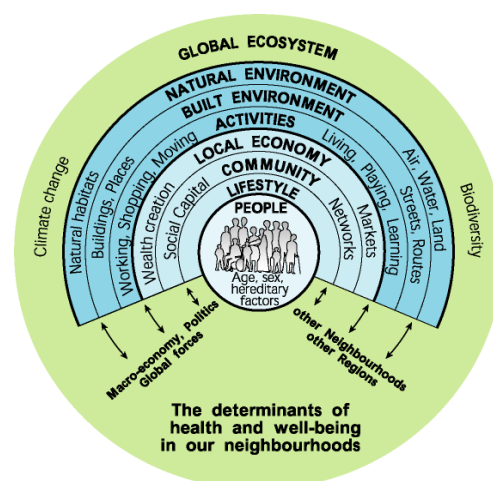 GLOBAL ECOSYSTEM
NATURAL ENVIRONMENT
BUILT ENVIRONMENT
ACTIVITIES
LOCAL ECONOMY
COMMUNITY
LIFESTYLE
PEOPLE
Age, sex,
hereditary
factors
Climate change
Natural habitats
Buildings, Places
Working, Shopping, Moving
Wealth creation
Social Capital
Networks
Markets
Living, Playing, Learning
Streets, Routes
Air, Water, Land
Biodiversity
Macro-economy, Politics
Global forces
other Neighbourhoods
other Regions
The determinants of
health and well-being
in our neighbourhoods